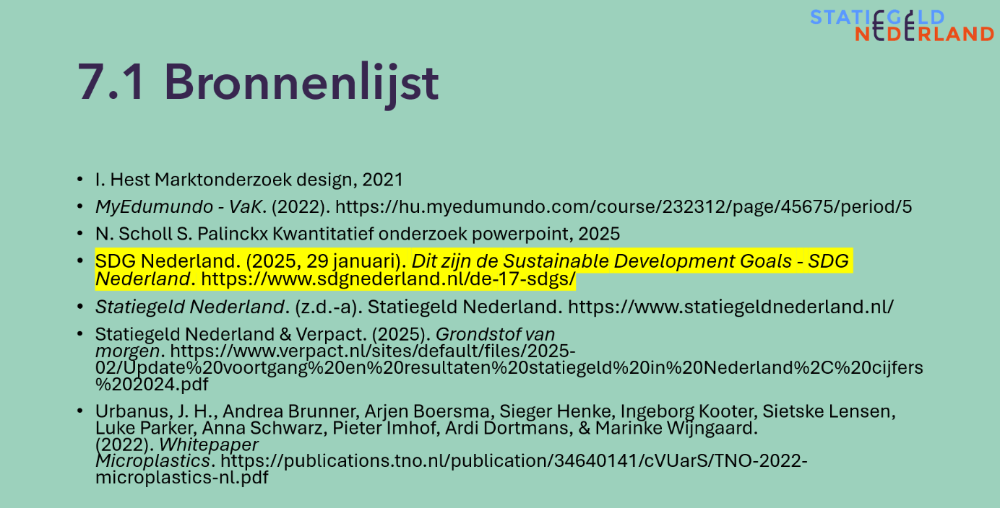 STATIEGELD
NEDERLAND
7.1 Bronnenlijst
• I. Hest Marktonderzoek design, 2021
• MyEdumundo - VaK. (2022). https://hu.myedumundo.com/course/232312/page/45675/period/5
• N. Scholl S. Palinckx Kwantitatief onderzoek powerpoint, 2025
• SDG Nederland. (2025, 29 januari). Dit zijn de Sustainable Development Goals - SDG
Nederland. https://www.sdgnederland.nl/de-17-sdgs/
• Statiegeld Nederland. (z.d.-a). Statiegeld Nederland. https://www.statiegeldnederland.nl/
• Statiegeld Nederland & Verpact. (2025). Grondstof van
morgen. https://www.verpact.nl/sites/default/files/2025-
02/Update%20voortgang%20en%20resultaten%20statiegeld%20in%20Nederland%2C%20cijfers
%202024.pdf
• Urbanus, J. H., Andrea Brunner, Arjen Boersma, Sieger Henke, Ingeborg Kooter, Sietske Lensen,
Luke Parker, Anna Schwarz, Pieter Imhof, Ardi Dortmans, & Marinke Wijngaard.
(2022). Whitepaper
Microplastics. https://publications.tno.nl/publication/34640141/cVUarS/TNO-2022-
microplastics-nl.pdf